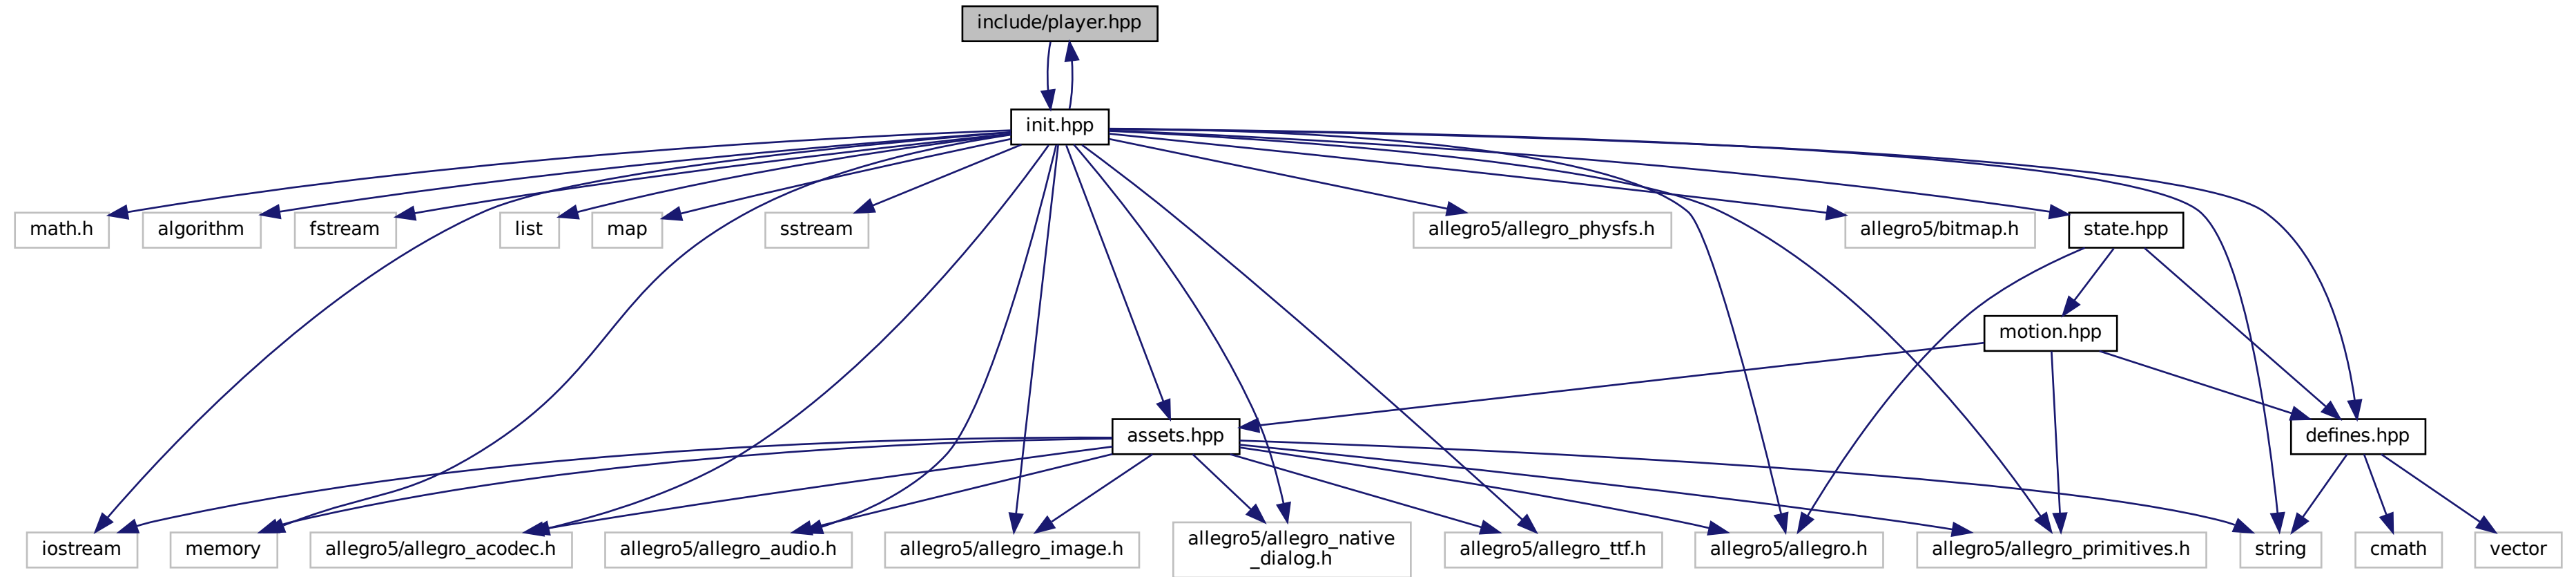 include/player.hpp
init.hpp
math.h
algorithm
fstream
list
map
sstream
allegro5/allegro_physfs.h
allegro5/bitmap.h
state.hpp
motion.hpp
assets.hpp
defines.hpp
iostream
memory
allegro5/allegro_acodec.h
allegro5/allegro_audio.h
allegro5/allegro_image.h
allegro5/allegro_native
_dialog.h
allegro5/allegro_ttf.h
allegro5/allegro.h
allegro5/allegro_primitives.h
string
cmath
vector